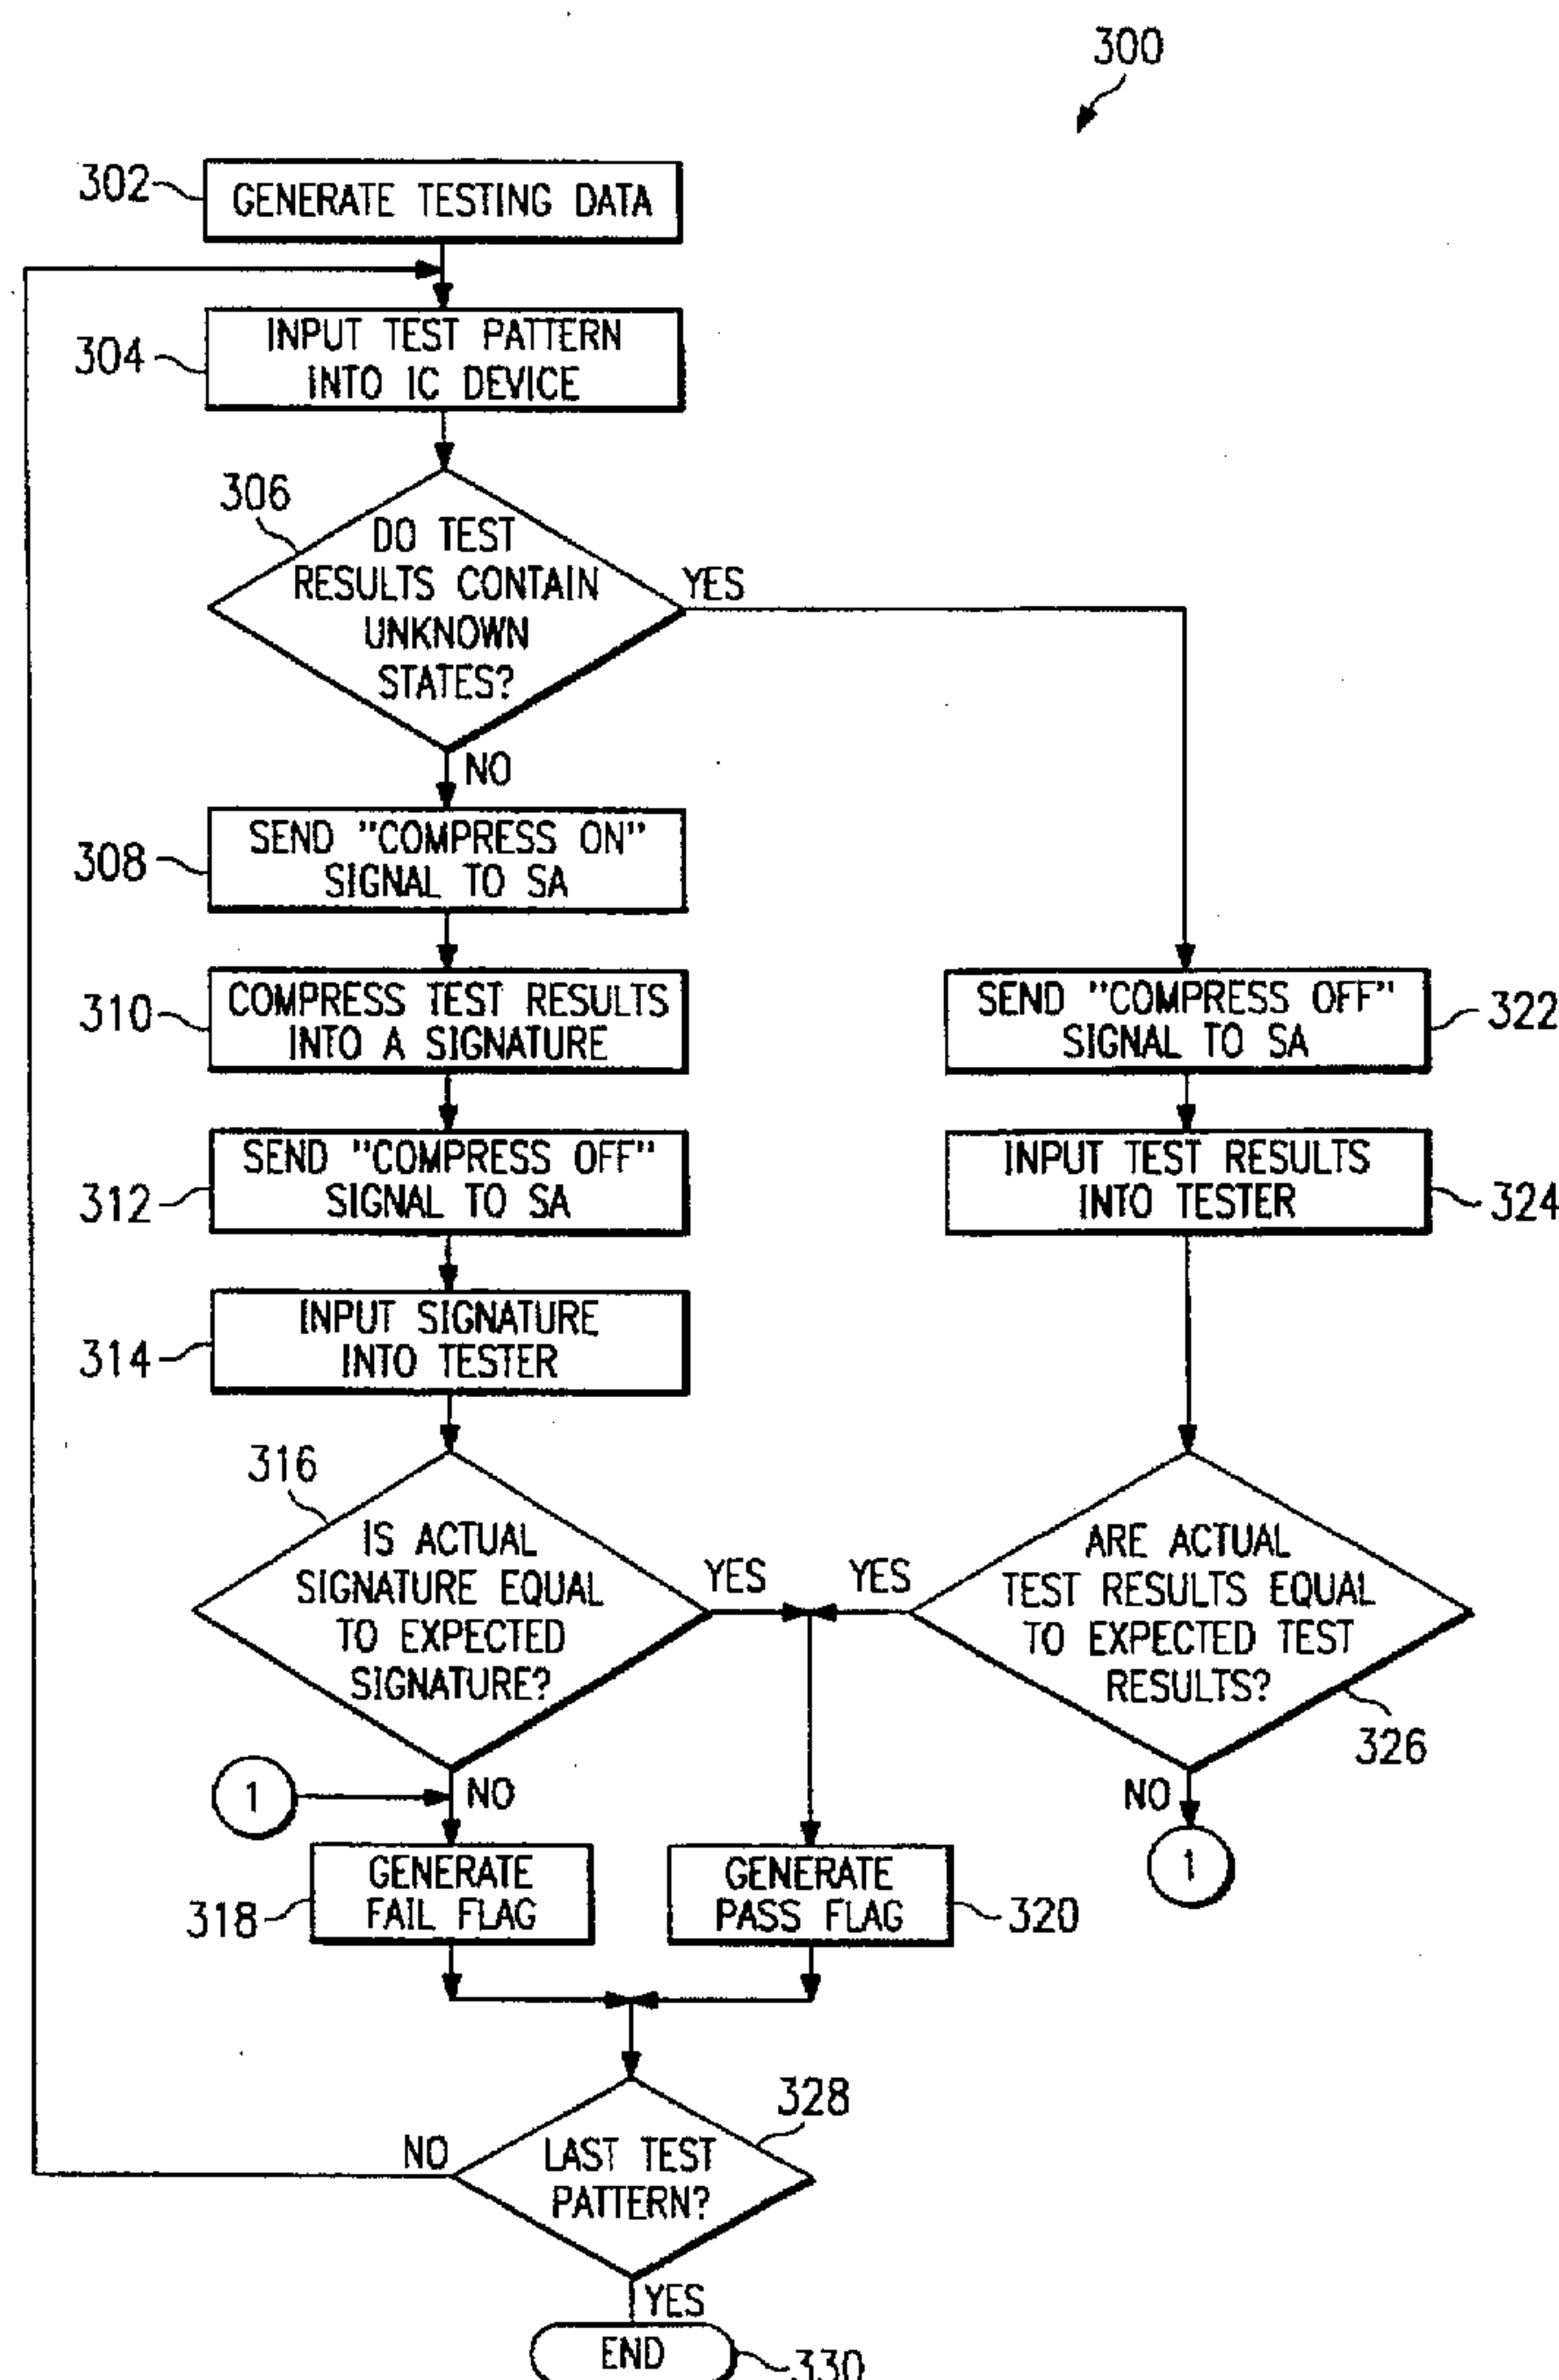 300
302
GENERATE TESTING DATA
304
INPUT TEST PATTERN
INTO IC DEVICE
306
DO TEST
RESULTS CONTAIN
UNKNOWN
STATES?
YES
NO
308
SEND "COMPRESS ON"
SIGNAL TO SA
310
COMPRESS TEST RESULTS
INTO A SIGNATURE
SEND "COMPRESS OFF"
SIGNAL TO SA
322
312
SEND "COMPRESS OFF"
SIGNAL TO SA
INPUT TEST RESULTS
INTO TESTER
324
314
INPUT SIGNATURE
INTO TESTER
316
IS ACTUAL
SIGNATURE EQUAL
TO EXPECTED
SIGNATURE?
YES
YES
ARE ACTUAL
TEST RESULTS EQUAL
TO EXPECTED TEST
RESULTS?
326
1
NO
NO
1
318
GENERATE
FAIL FLAG
GENERATE
PASS FLAG
320
328
NO
LAST TEST
PATTERN?
YES
END
330